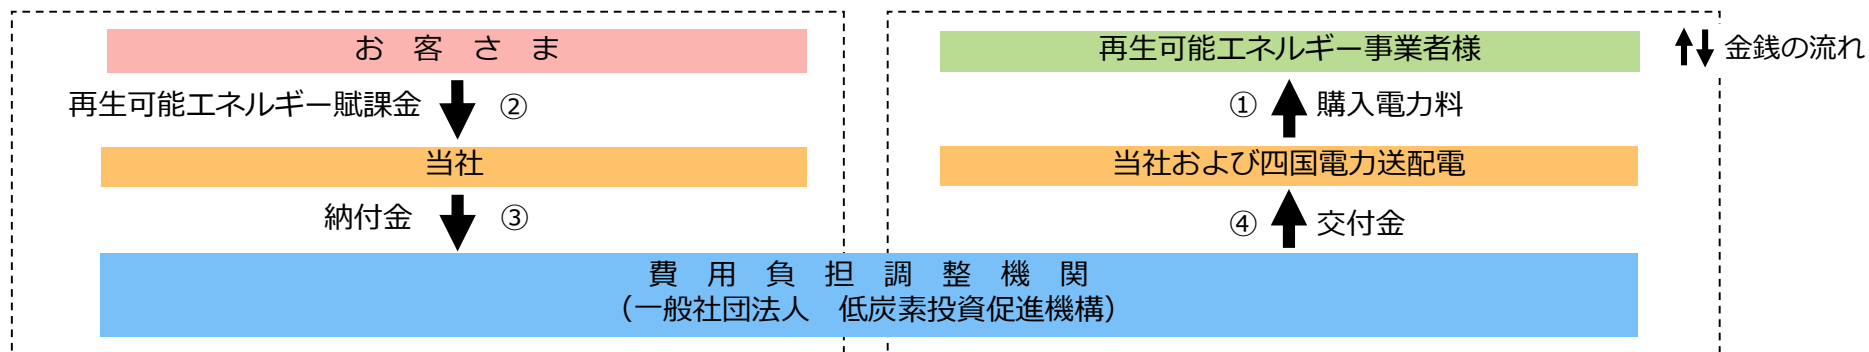 お　客　さ　ま
再生可能エネルギー賦課金
②
当社
納付金
③
再生可能エネルギー事業者様
①
購入電力料
当社および四国電力送配電
④
交付金
費　用　負　担　調　整　機　関
（一般社団法人　低炭素投資促進機構）
金銭の流れ